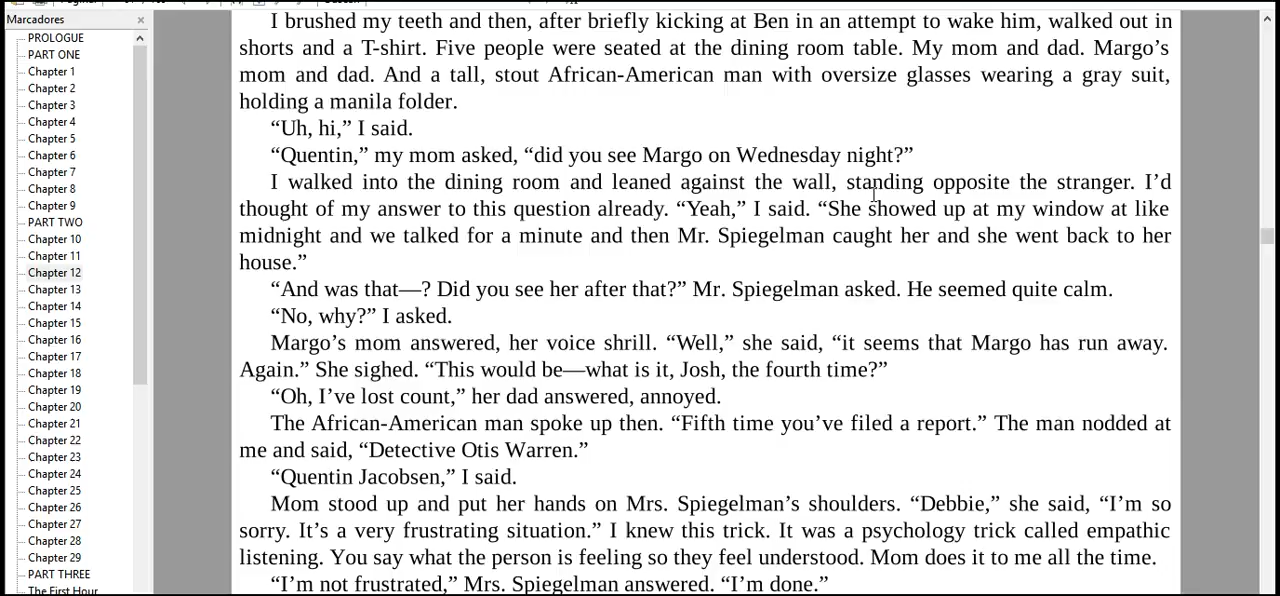 Marcadores
PROLOGUE
PART ONE
Chapter 1
Chapter 2
Chapter 3
Chapter 4
Chapter 5
Chapter 6
Chapter 7
Chapter 8
Chapter 9
PART TWO
Chapter 10
Chapter 11
Chapter 12
Chapter 13
Chapter 14
Chapter 15
Chapter 16
Chapter 17
Chapter 18
Chapter 19
Chapter 20
Chapter 21
Chapter 22
Chapter 23
Chapter 24
Chapter 25
Chapter 26
Chapter 27
Chapter 28
Chapter 29
PART THREE
The First Hour
I brushed my teeth and then, after briefly kicking at Ben in an attempt to wake him, walked out in
shorts and a T-shirt. Five people were seated at the dining room table. My mom and dad. Margo’s
mom and dad. And a tall, stout African-American man with oversize glasses wearing a gray suit,
holding a manila folder.
“Uh, hi,” I said.
“Quentin,” my mom asked, “did you see Margo on Wednesday night?”
I walked into the dining room and leaned against the wall, standing opposite the stranger. I’d
thought of my answer to this question already. “Yeah,” I said. “She showed up at my window at like
midnight and we talked for a minute and then Mr. Spiegelman caught her and she went back to her
house.”
“And was that—? Did you see her after that?” Mr. Spiegelman asked. He seemed quite calm.
“No, why?” I asked.
Margo’s mom answered, her voice shrill. “Well,” she said, “it seems that Margo has run away.
Again.” She sighed. “This would be—what is it, Josh, the fourth time?”
“Oh, I’ve lost count,” her dad answered, annoyed.
The African-American man spoke up then. “Fifth time you’ve filed a report.” The man nodded at
me and said, “Detective Otis Warren.”
“Quentin Jacobsen,” I said.
Mom stood up and put her hands on Mrs. Spiegelman’s shoulders. “Debbie,” she said, “I’m so
sorry. It’s a very frustrating situation.” I knew this trick. It was a psychology trick called empathic
listening. You say what the person is feeling so they feel understood. Mom does it to me all the time.
“I’m not frustrated,” Mrs. Spiegelman answered. “I’m done.”